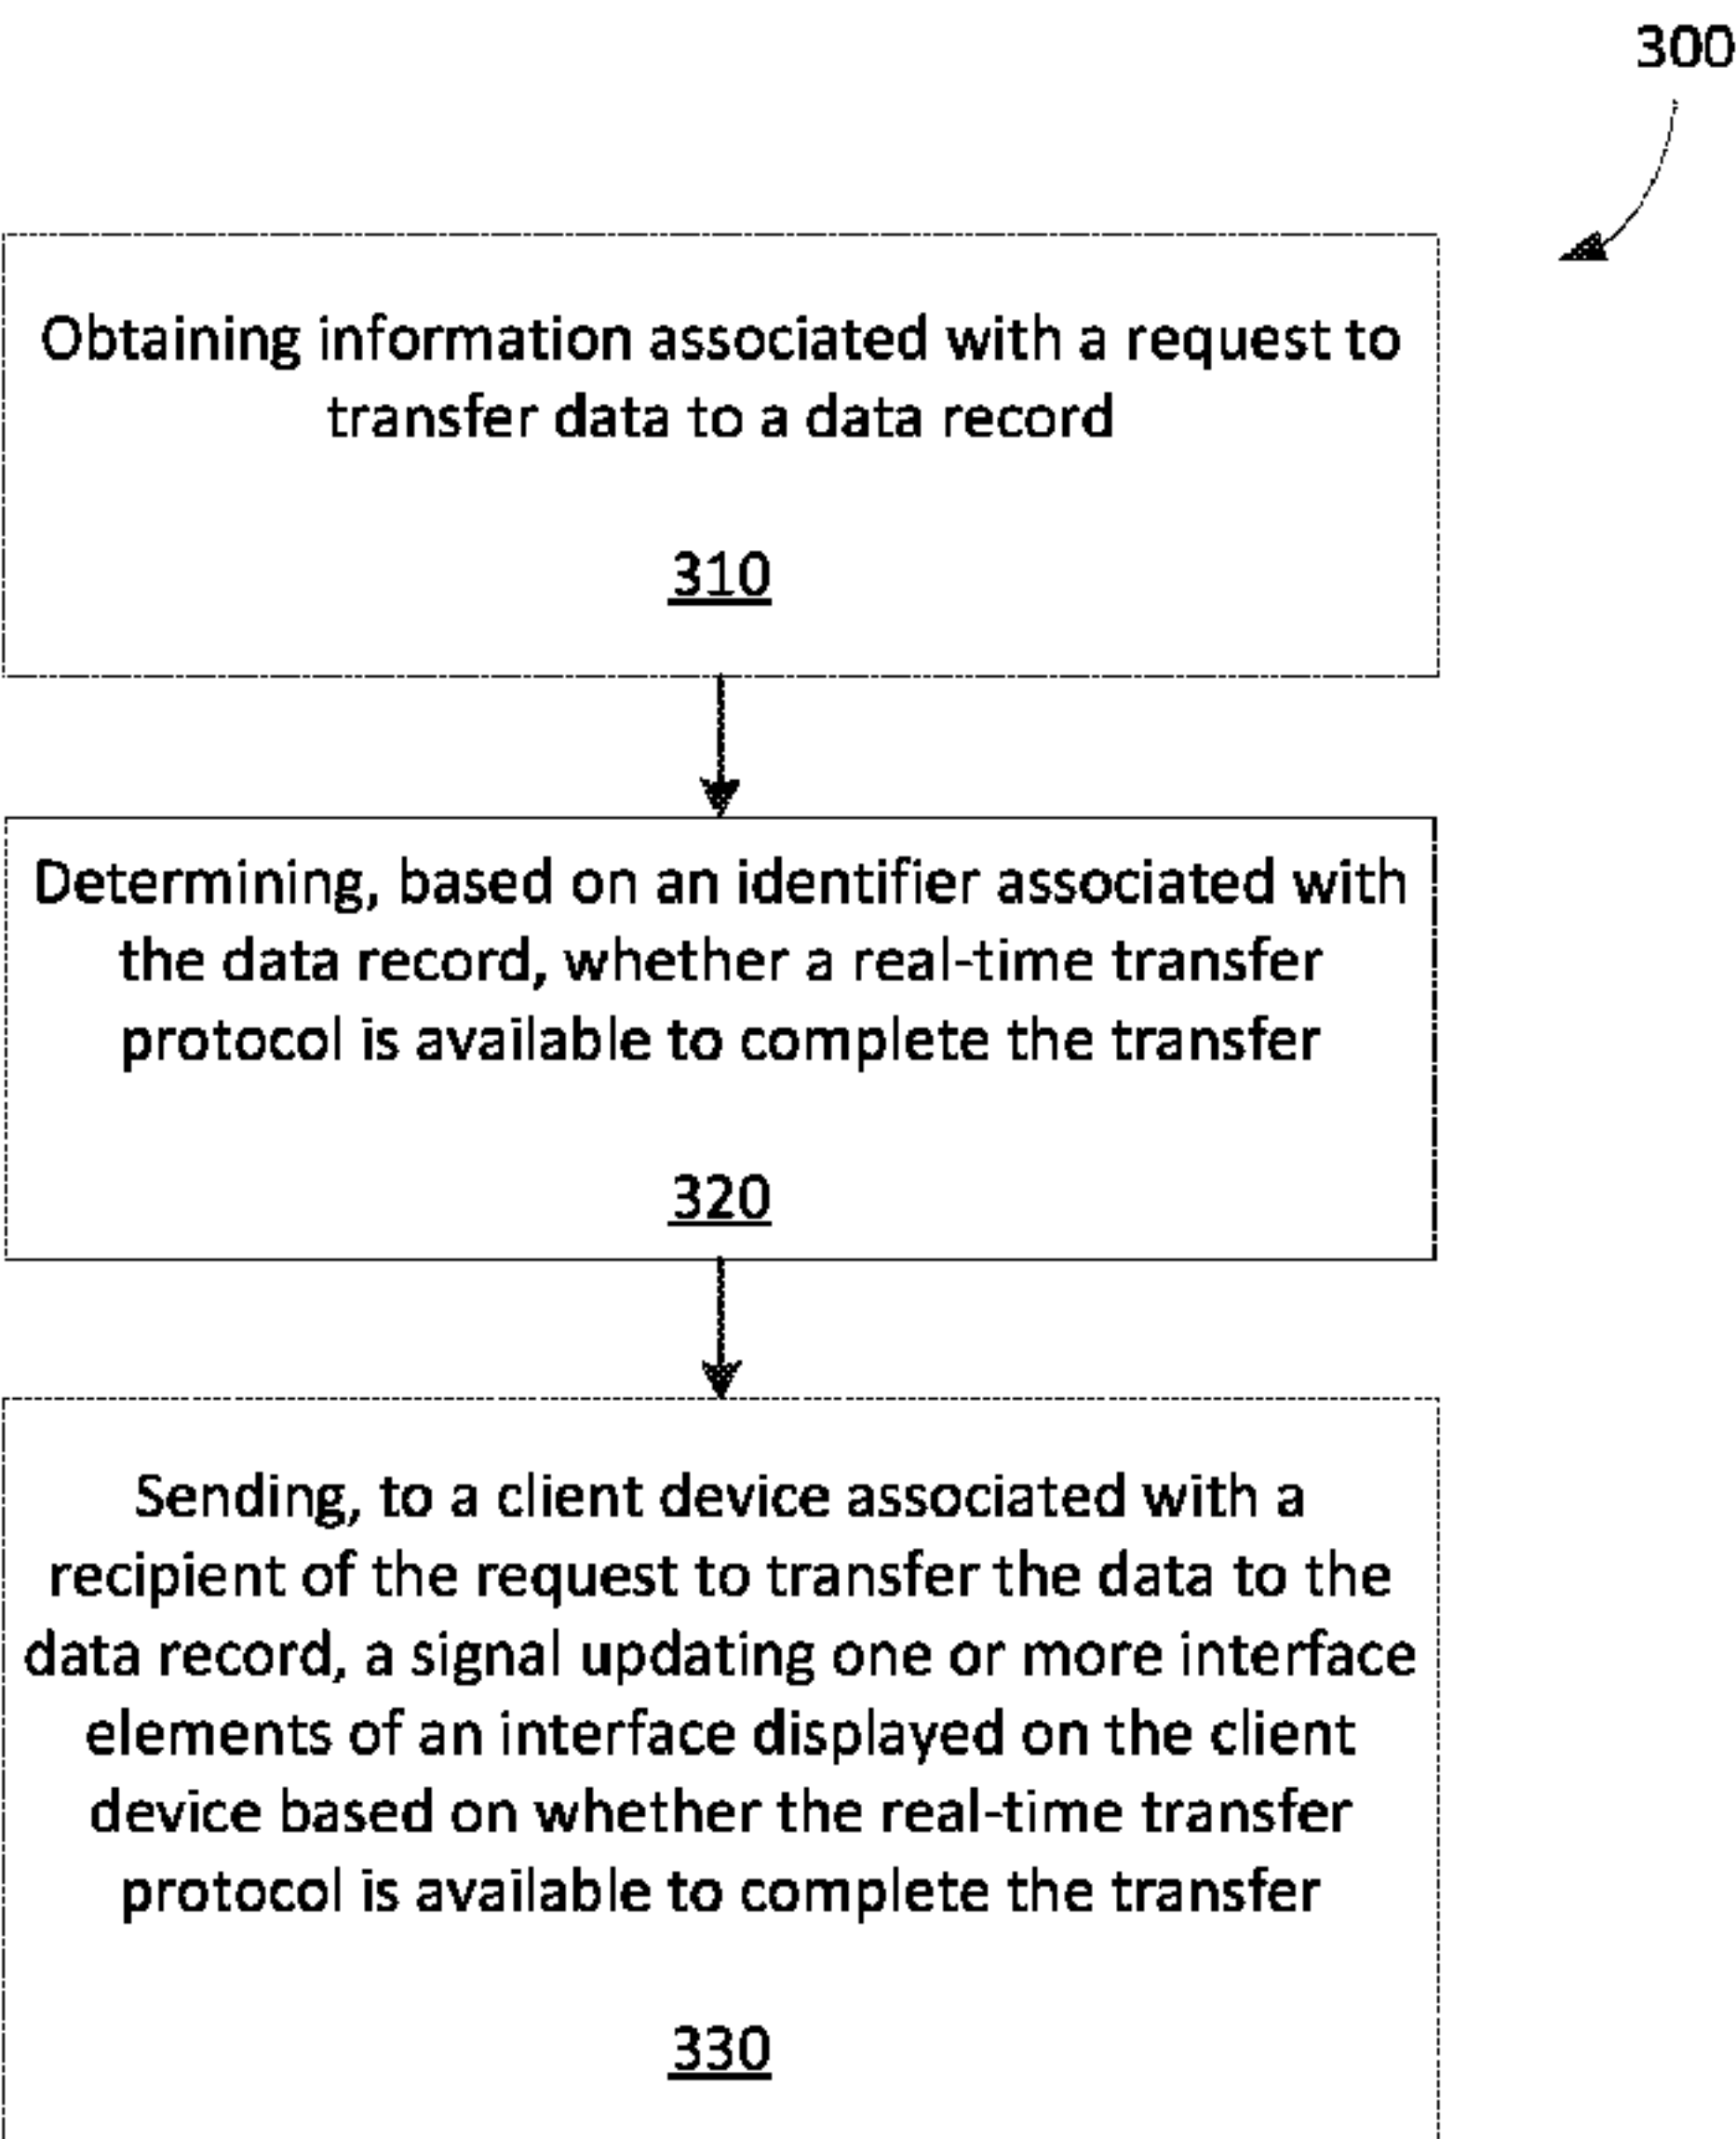 300
Obtaining information associated with a request to
transfer data to a data record
310
Determining, based on an identifier associated with
the data record, whether a real-time transfer
protocol is available to complete the transfer
320
Sending, to a client device associated with a
recipient of the request to transfer the data to the
data record, a signal updating one or more interface
elements of an interface displayed on the client
device based on whether the real-time transfer
protocol is available to complete the transfer
330